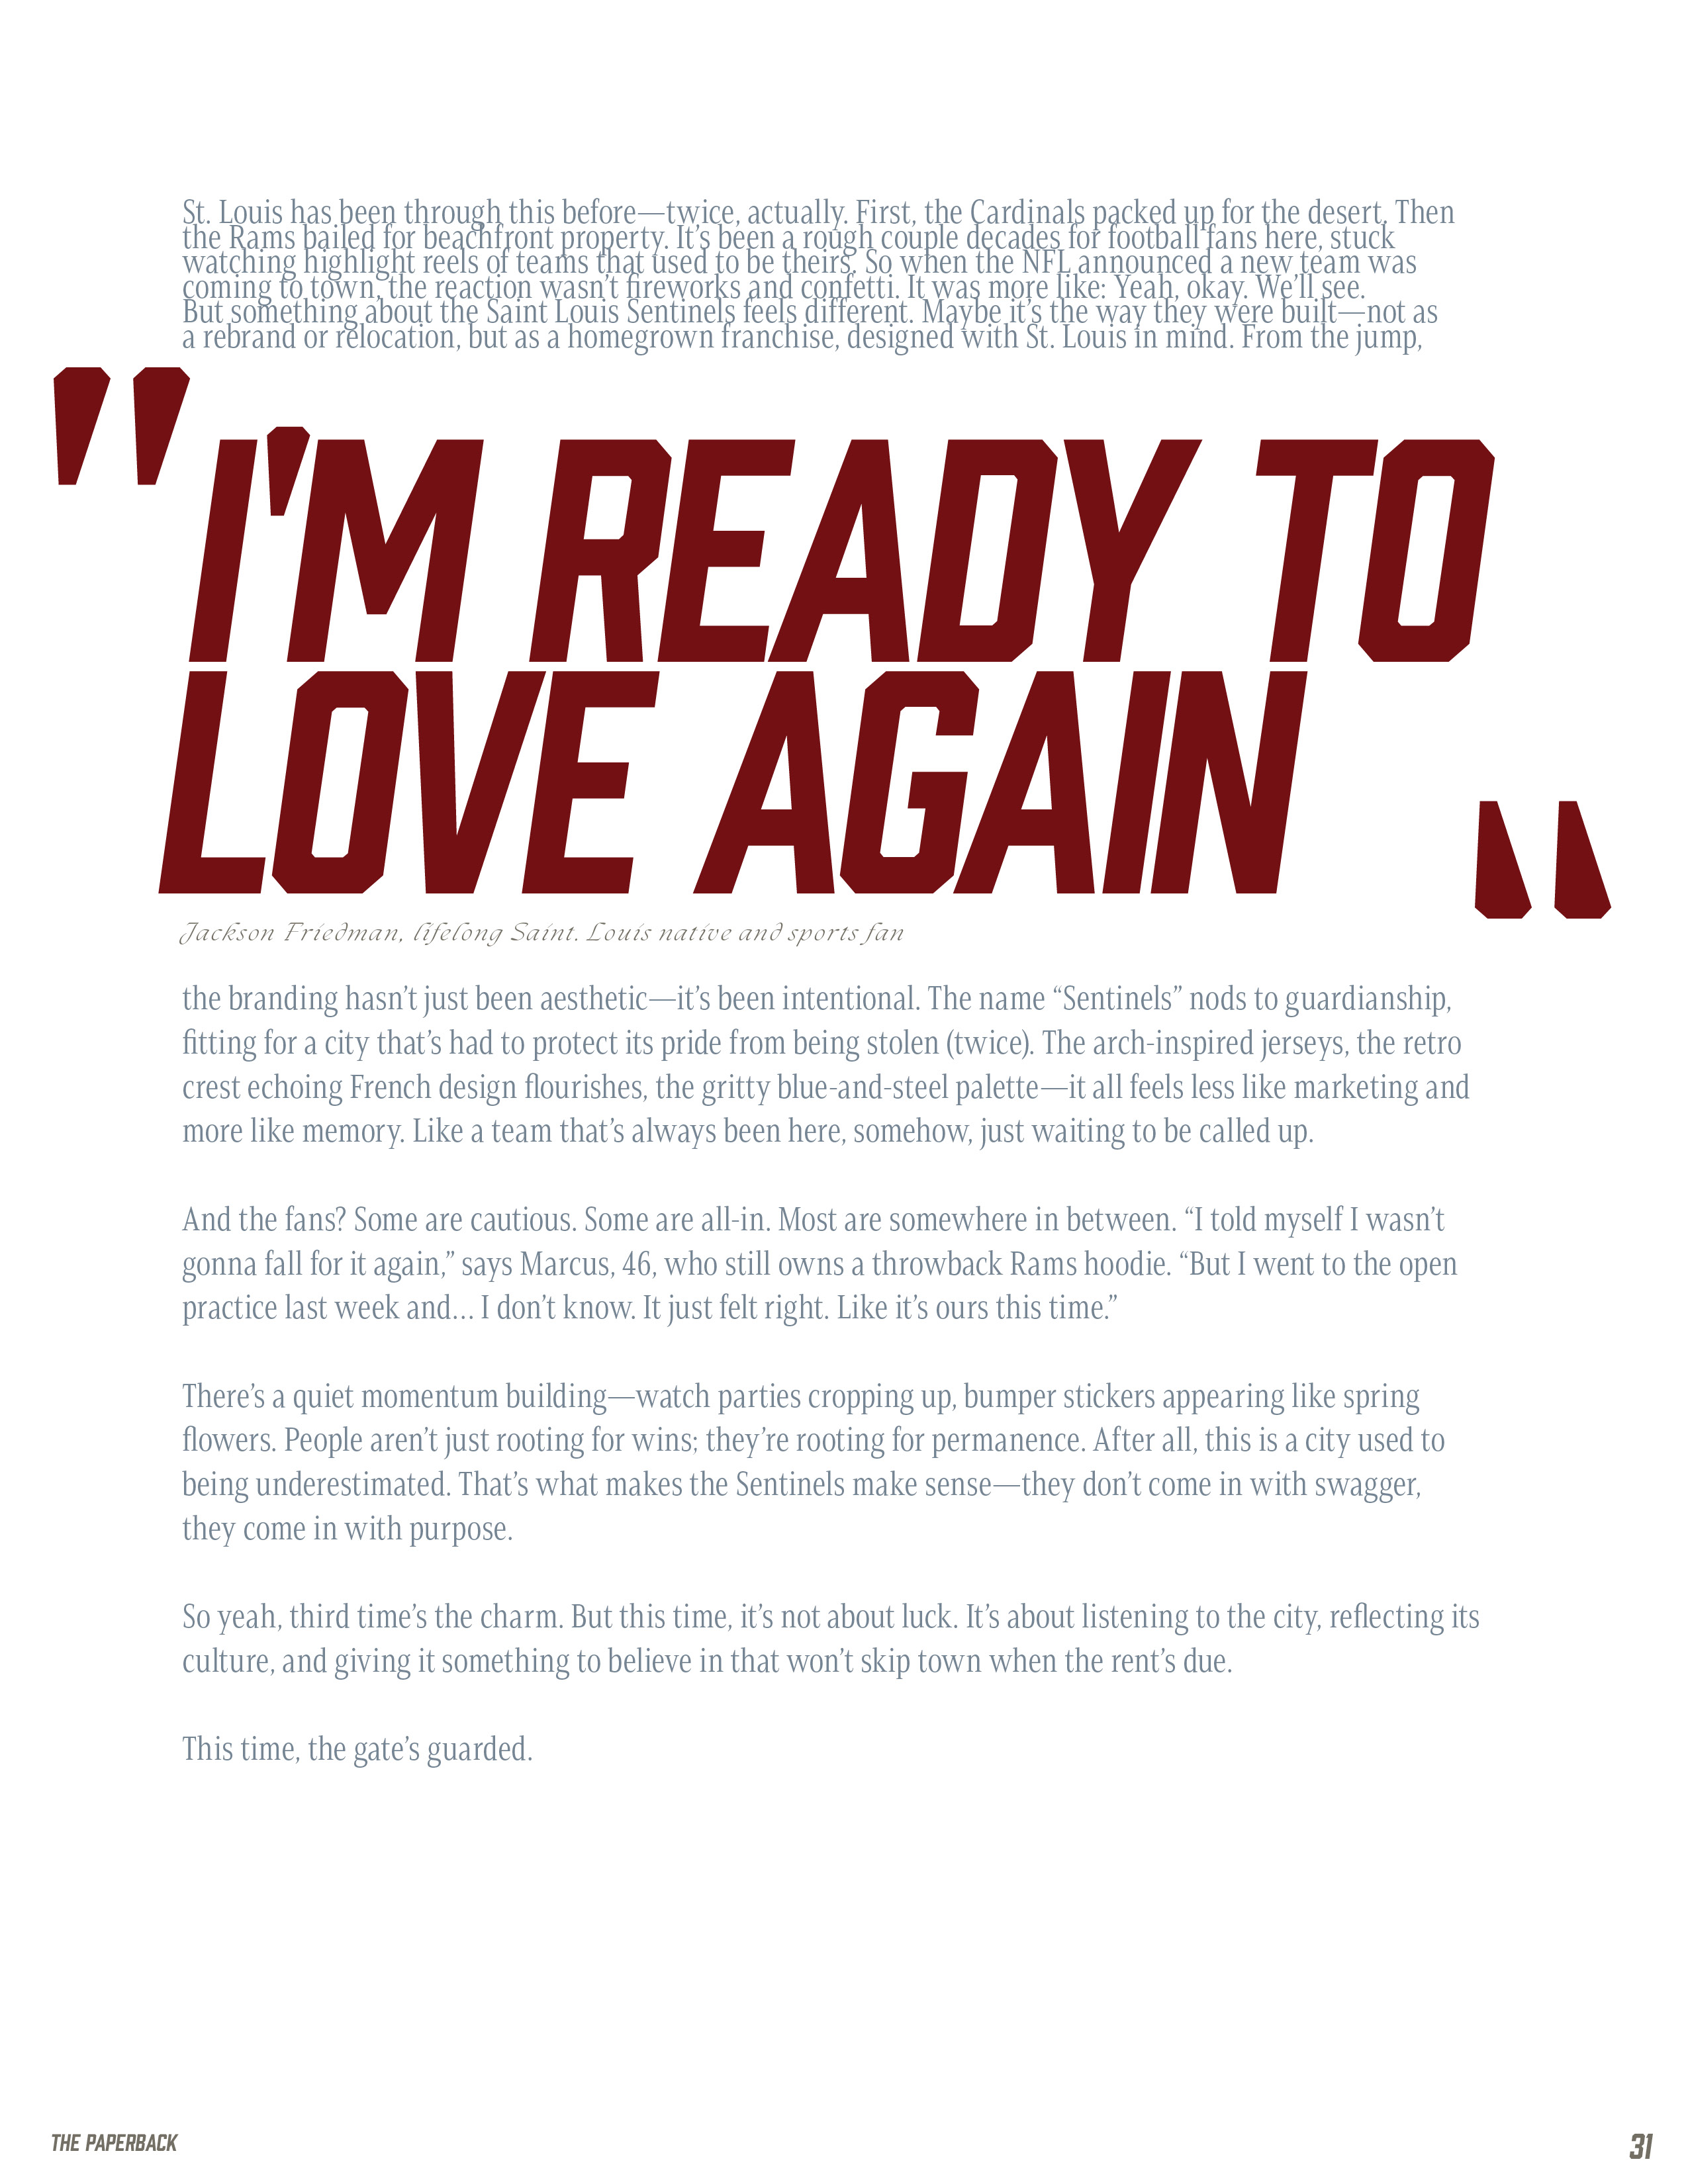 St. Louis has been through this before—twice, actually. First, the Cardinals packed up for the desert. Then
the Rams bailed for beachfront property. It’s been a rough couple decades for football fans here, stuck
watching highlight reels of teams that used to be theirs. So when the NFL announced a new team was
coming to town, the reaction wasn’t fireworks and confetti. It was more like: Yeah, okay. We’ll see.
But something about the Saint Louis Sentinels feels different. Maybe it’s the way they were built—not as
a rebrand or relocation, but as a homegrown franchise, designed with St. Louis in mind. From the jump,
"I'M READY TO
LOVE AGAIN"
Jackson Friedman, lifelong Saint. Louis native and sports fan
the branding hasn’t just been aesthetic—it’s been intentional. The name “Sentinels” nods to guardianship,
fitting for a city that’s had to protect its pride from being stolen (twice). The arch-inspired jerseys, the retro
crest echoing French design flourishes, the gritty blue-and-steel palette—it all feels less like marketing and
more like memory. Like a team that’s always been here, somehow, just waiting to be called up.
And the fans? Some are cautious. Some are all-in. Most are somewhere in between. “I told myself I wasn’t
gonna fall for it again,” says Marcus, 46, who still owns a throwback Rams hoodie. “But I went to the open
practice last week and… I don’t know. It just felt right. Like it’s ours this time.”
There’s a quiet momentum building—watch parties cropping up, bumper stickers appearing like spring
flowers. People aren’t just rooting for wins; they’re rooting for permanence. After all, this is a city used to
being underestimated. That’s what makes the Sentinels make sense—they don’t come in with swagger,
they come in with purpose.
So yeah, third time’s the charm. But this time, it’s not about luck. It’s about listening to the city, reflecting its
culture, and giving it something to believe in that won’t skip town when the rent’s due.
This time, the gate’s guarded.
THE PAPERBACK
31